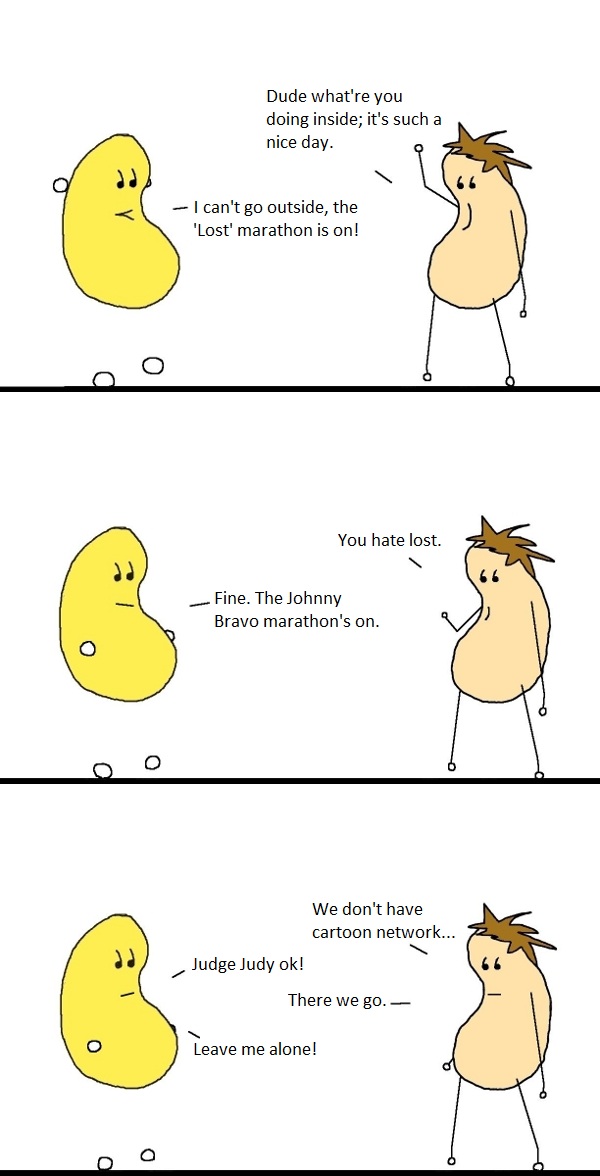 Dude what're you
doing inside; it's such a
nice day.
I can't go outside, the
'Lost' marathon is on!
You hate lost.
Fine. The Johnny
Bravo marathon's on.
We don't have
cartoon network...
Judge Judy ok!
There we go.
Leave me alone!